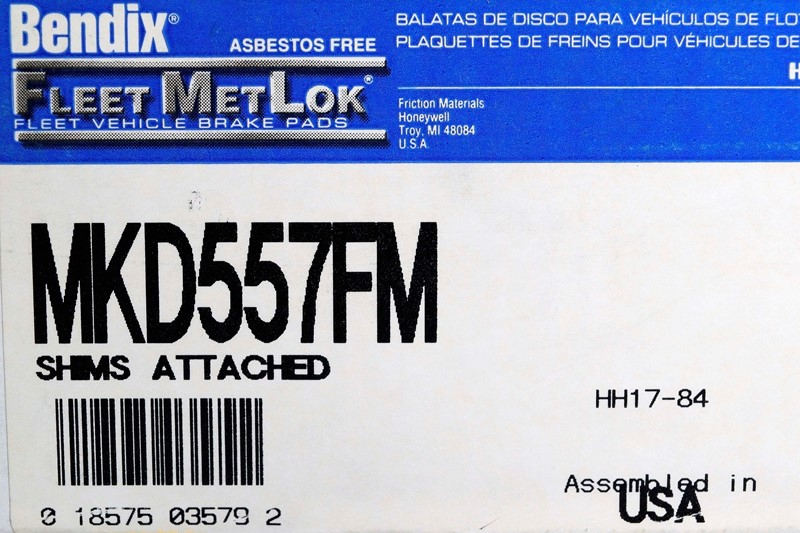 Bendix®
ASBESTOS FREE
FLEET METLOK®
FLEET VEHICLE BRAKE PADS
BALATAS DE DISCO PARA VEHÍCULOS DE FLO
PLAQUETTES DE FREINS POUR VÉHICULES DE
H
Friction Materials
Honeywell
Troy, MI 48084
U.S.A.
MKD557FM
SHIMS ATTACHED
HH17-84
Assembled in
USA
0 18575 03579 2